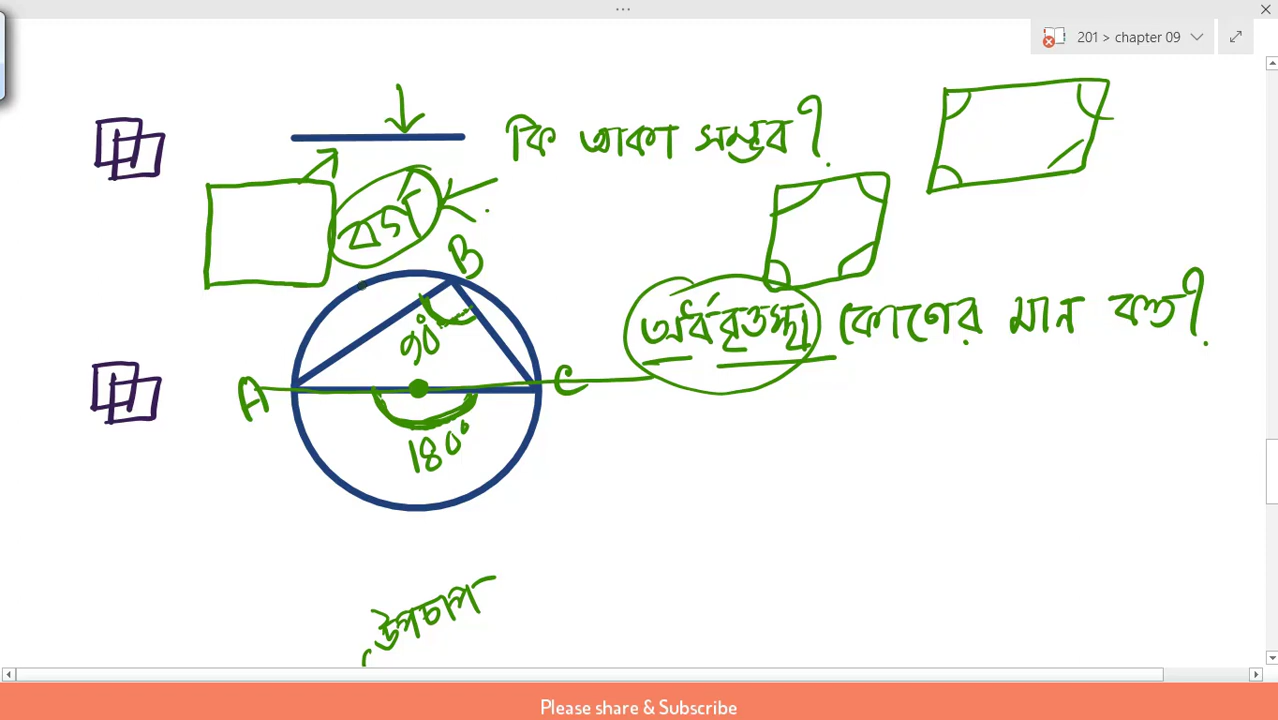 201 > chapter 09
কি আকা সম্ভব?
বর্গ
B
90°
অর্ধবৃত্তস্থ কোণের মান কত?
A
C
180°
উপচাপ
Please share & Subscribe